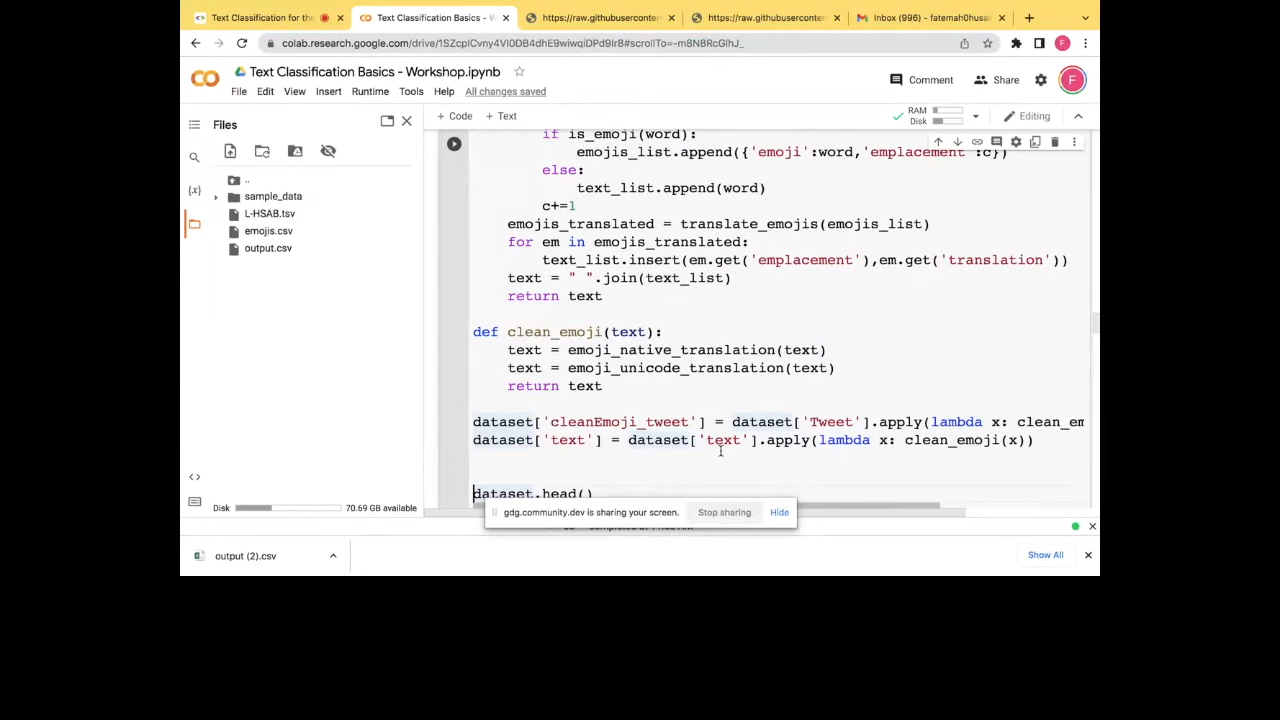 Text Classification for the
Text Classification Basics - W
https://raw.githubuserconten
https://raw.githubuserconten
Inbox (996) - fatemah0husai
colab.research.google.com/drive/1SZcpICvny4VI0DB4dhE9wiwqiDPd9Ir8#scrollTo=-m8N8RcGlhJ_
F
Text Classification Basics - Workshop.ipynb
Comment
Share
F
File Edit View Insert Runtime Tools Help All changes saved
Files
+ Code + Text
RAM
Disk
Editing
..
sample_data
L-HSAB.tsv
emojis.csv
output.csv
if is_emoji(word):
emojis_list.append({'emoji':word,'emplacement':c})
else:
text_list.append(word)
c+=1
emojis_translated = translate_emojis(emojis_list)
for em in emojis_translated:
text_list.insert(em.get('emplacement'),em.get('translation'))
text = " ".join(text_list)
return text
def clean_emoji(text):
text = emoji_native_translation(text)
text = emoji_unicode_translation(text)
return text
dataset['cleanEmoji_tweet'] = dataset['Tweet'].apply(lambda x: clean_em
dataset['text'] = dataset['text'].apply(lambda x: clean_emoji(x))
dataset.head()
Disk 70.69 GB available
gdg.community.dev is sharing your screen. Stop sharing Hide
output (2).csv
Show All